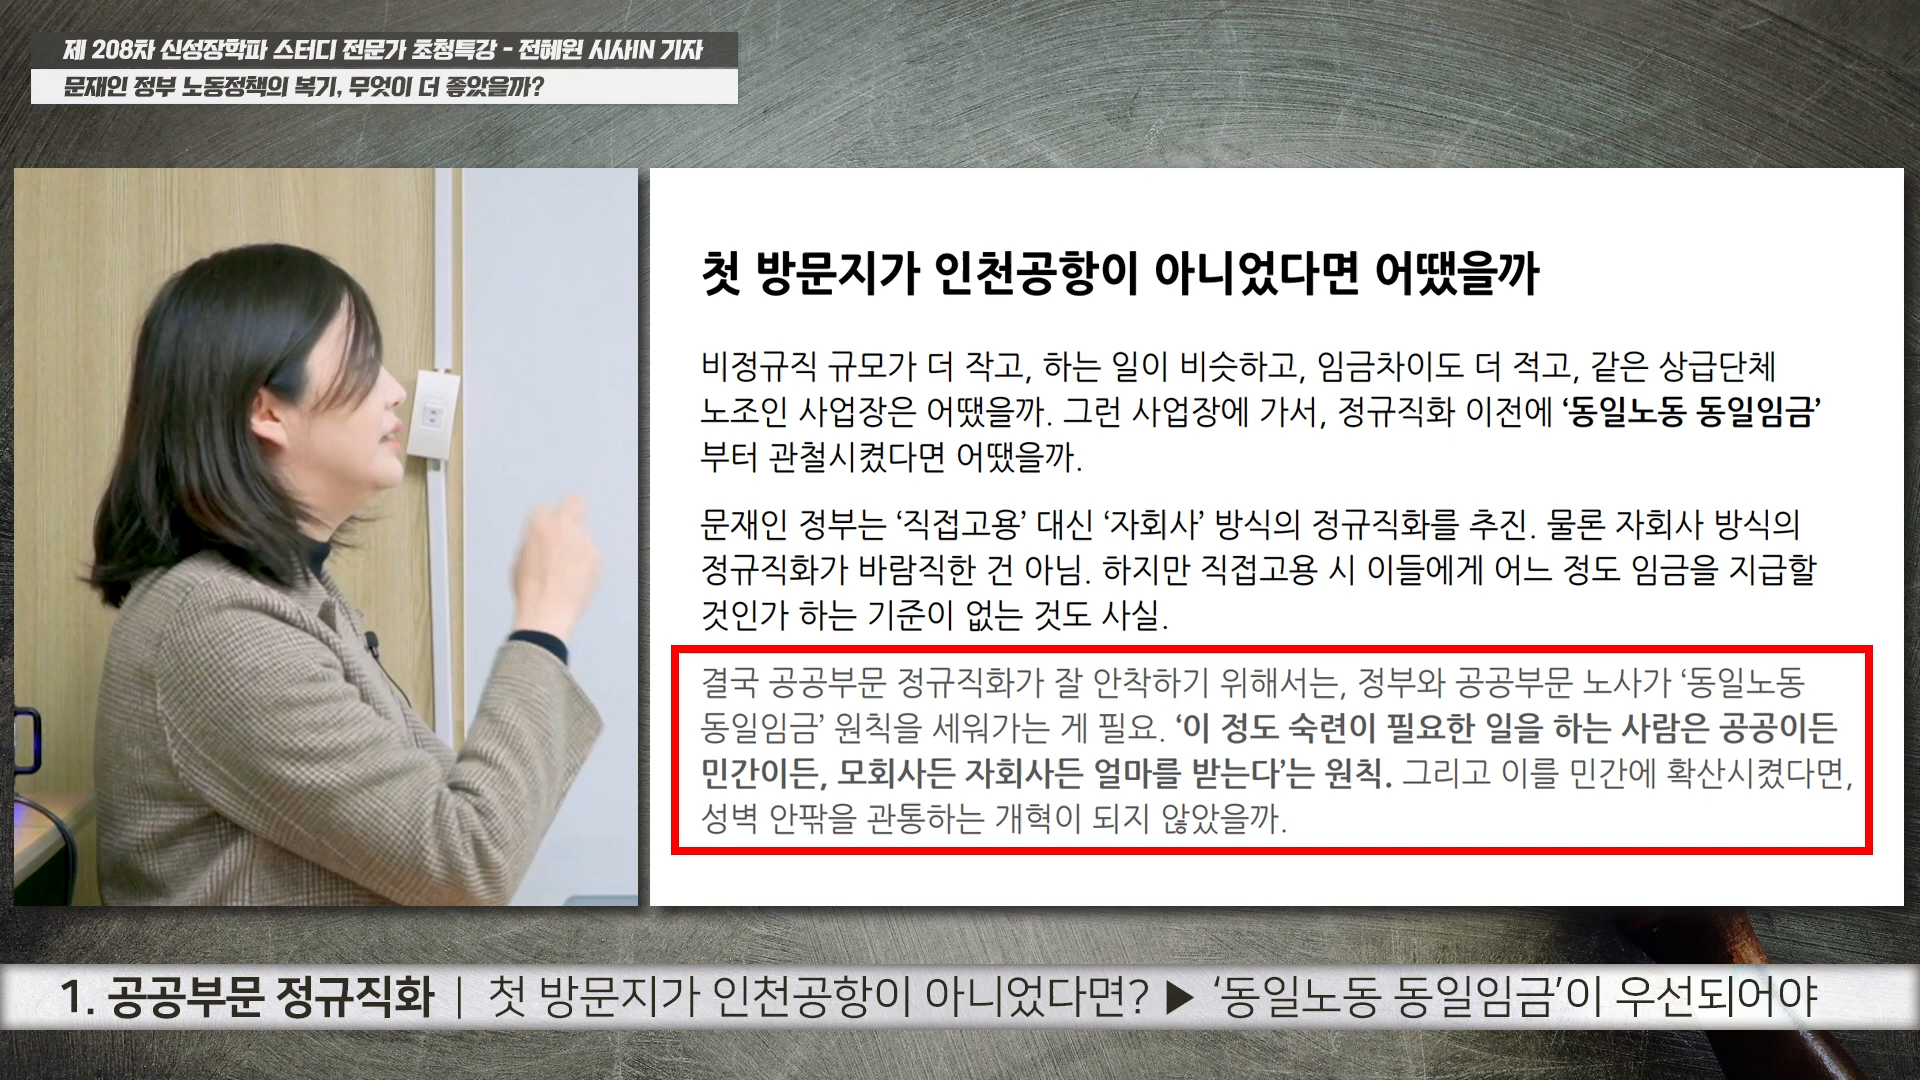 제 208차 신성장학파 스터디 전문가 초청특강 - 전혜원 시사IN 기자
문재인 정부 노동정책의 복기, 무엇이 더 좋았을까?
첫 방문지가 인천공항이 아니었다면 어땠을까
비정규직 규모가 더 작고, 하는 일이 비슷하고, 임금차이도 더 적고, 같은 상급단체
노조인 사업장은 어땠을까. 그런 사업장에 가서, 정규직화 이전에 ‘동일노동 동일임금’
부터 관철시켰다면 어땠을까.
문재인 정부는 ‘직접고용’ 대신 ‘자회사’ 방식의 정규직화를 추진. 물론 자회사 방식의
정규직화가 바람직한 건 아님. 하지만 직접고용 시 이들에게 어느 정도 임금을 지급할
것인가 하는 기준이 없는 것도 사실.
결국 공공부문 정규직화가 잘 안착하기 위해서는, 정부와 공공부문 노사가 ‘동일노동
동일임금’ 원칙을 세워가는 게 필요. ‘이 정도 숙련이 필요한 일을 하는 사람은 공공이든
민간이든, 모회사든 자회사든 얼마를 받는다’는 원칙. 그리고 이를 민간에 확산시켰다면,
성벽 안팎을 관통하는 개혁이 되지 않았을까.
1. 공공부문 정규직화 | 첫 방문지가 인천공항이 아니었다면? ▶ ‘동일노동 동일임금’이 우선되어야